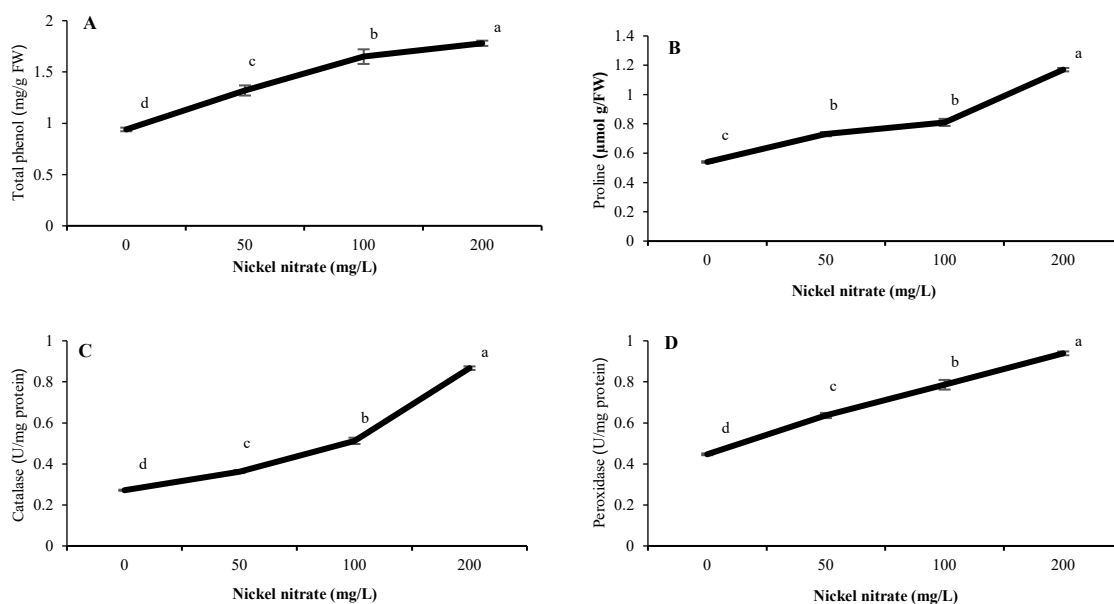 A
Total phenol (mg/g FW)
2
1.5
1
0.5
0
d
c
b
a
0 50 100 200
Nickel nitrate (mg/L)
B
Proline (µmol g/FW)
1.4
1.2
1
0.8
0.6
0.4
0.2
0
c
b
b
a
0 50 100 200
Nickel nitrate (mg/L)
C
Catalase (U/mg protein)
1
0.8
0.6
0.4
0.2
0
d
c
b
a
0 50 100 200
Nickel nitrate (mg/L)
D
Peroxidase (U/mg protein)
1
0.8
0.6
0.4
0.2
0
d
c
b
a
0 50 100 200
Nickel nitrate (mg/L)